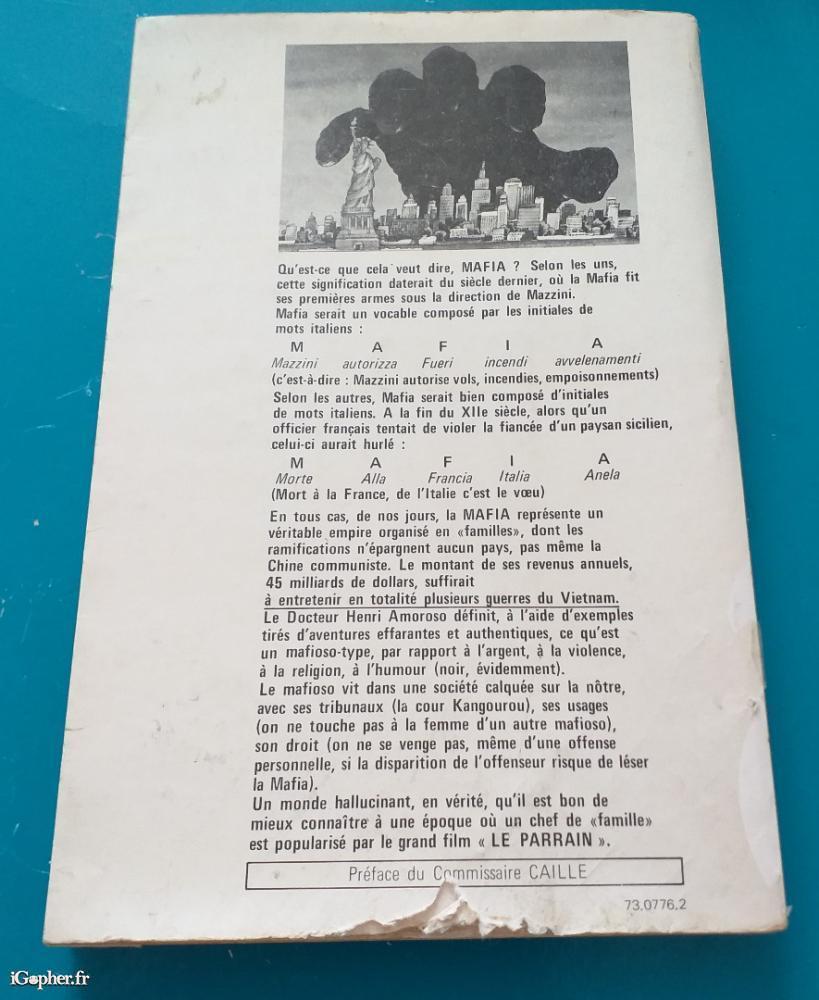 Qu'est-ce que cela veut dire, MAFIA ? Selon les uns,
cette signification daterait du siècle dernier, où la Mafia fit
ses premières armes sous la direction de Mazzini.
Mafia serait un vocable composé par les initiales de
mots italiens :
M A F I A
Mazzini autorizza Fueri incendi avvelenamenti
(c'est-à-dire : Mazzini autorise vols, incendies, empoisonnements)
Selon les autres, Mafia serait bien composé d'initiales
de mots italiens. A la fin du XIIe siècle, alors qu'un
officier français tentait de violer la fiancée d'un paysan sicilien,
celui-ci aurait hurlé :
M A F I A
Morte Alla Francia Italia Anela
(Mort à la France, de l'Italie c'est le vœu)
En tous cas, de nos jours, la MAFIA représente un
véritable empire organisé en «familles», dont les
ramifications n'épargnent aucun pays, pas même la
Chine communiste. Le montant de ses revenus annuels,
45 milliards de dollars, suffirait
à entretenir en totalité plusieurs guerres du Vietnam.
Le Docteur Henri Amoroso définit, à l'aide d'exemples
tirés d'aventures effarantes et authentiques, ce qu'est
un mafioso-type, par rapport à l'argent, à la violence,
à la religion, à l'humour (noir, évidemment).
Le mafioso vit dans une société calquée sur la nôtre,
avec ses tribunaux (la cour Kangourou), ses usages
(on ne touche pas à la femme d'un autre mafioso),
son droit (on ne se venge pas, même d'une offense
personnelle, si la disparition de l'offenseur risque de léser
la Mafia).
Un monde hallucinant, en vérité, qu'il est bon de
mieux connaître à une époque où un chef de «famille»
est popularisé par le grand film « LE PARRAIN ».
Préface du Commissaire CAILLE
73.0776.2
iGopher.fr